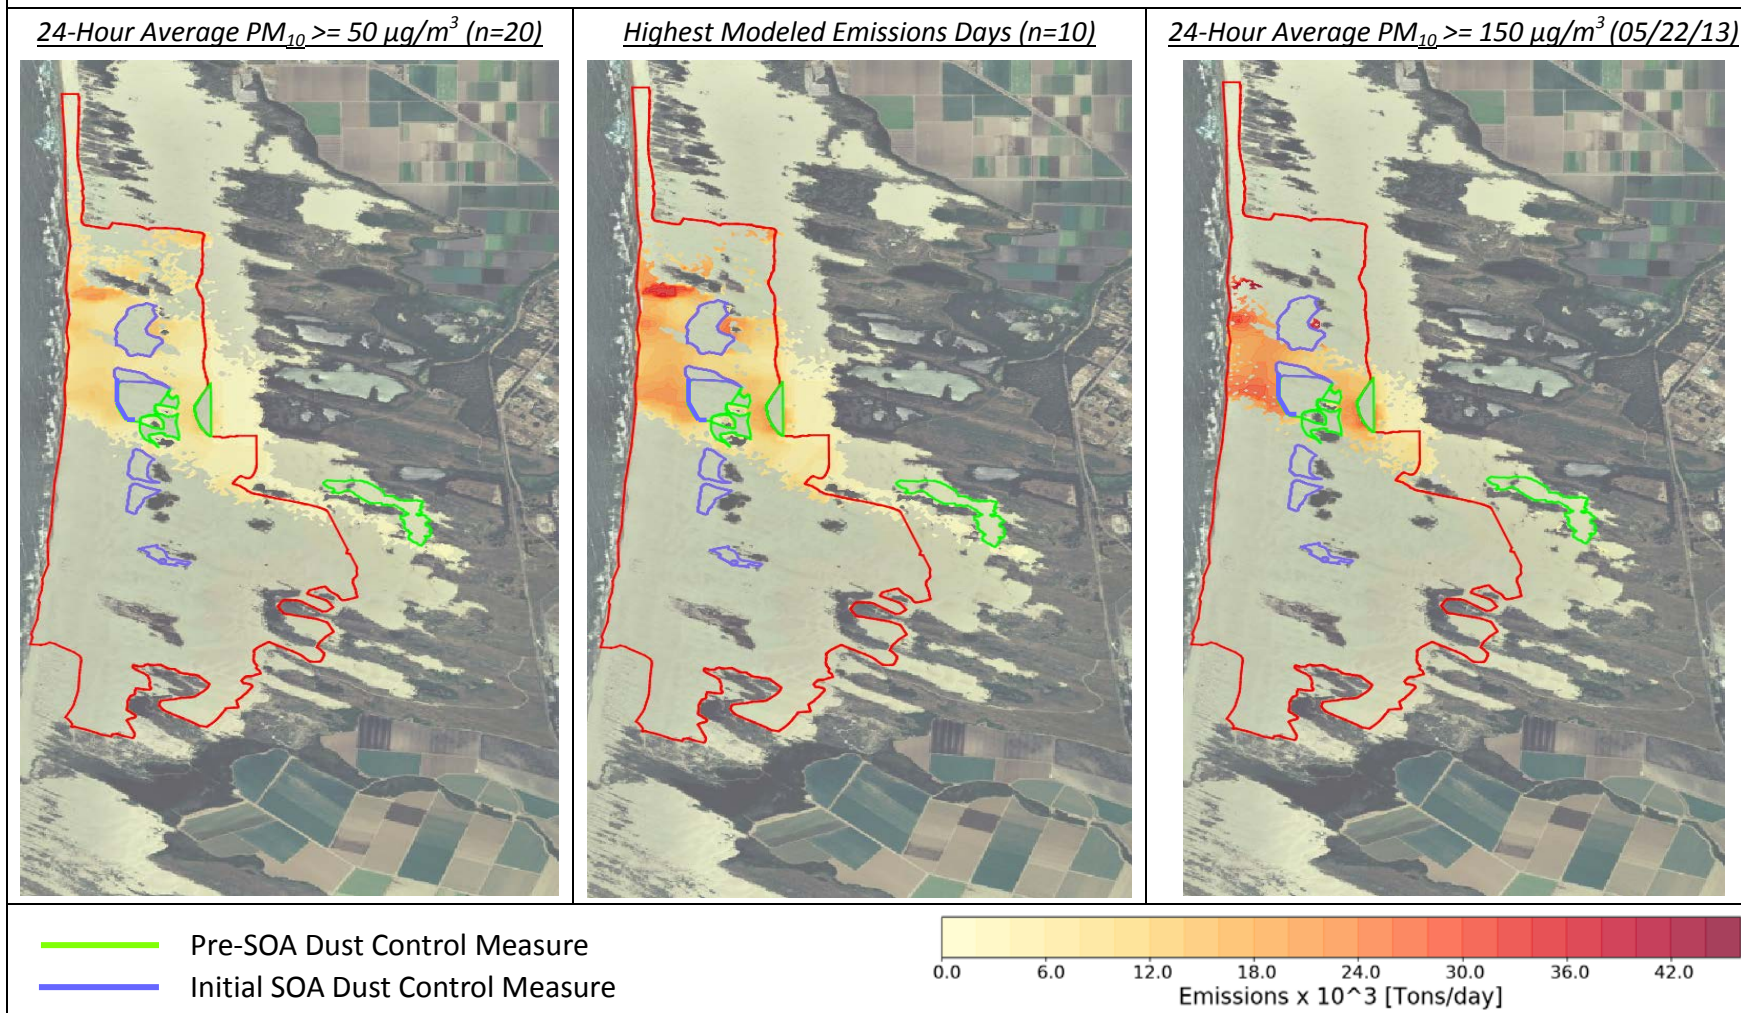 24-Hour Average PM10 >= 50 µg/m³ (n=20)
Highest Modeled Emissions Days (n=10)
24-Hour Average PM10 >= 150 µg/m³ (05/22/13)
Pre-SOA Dust Control Measure
Initial SOA Dust Control Measure
0.0 6.0 12.0 18.0 24.0 30.0 36.0 42.0
Emissions x 10^3 [Tons/day]